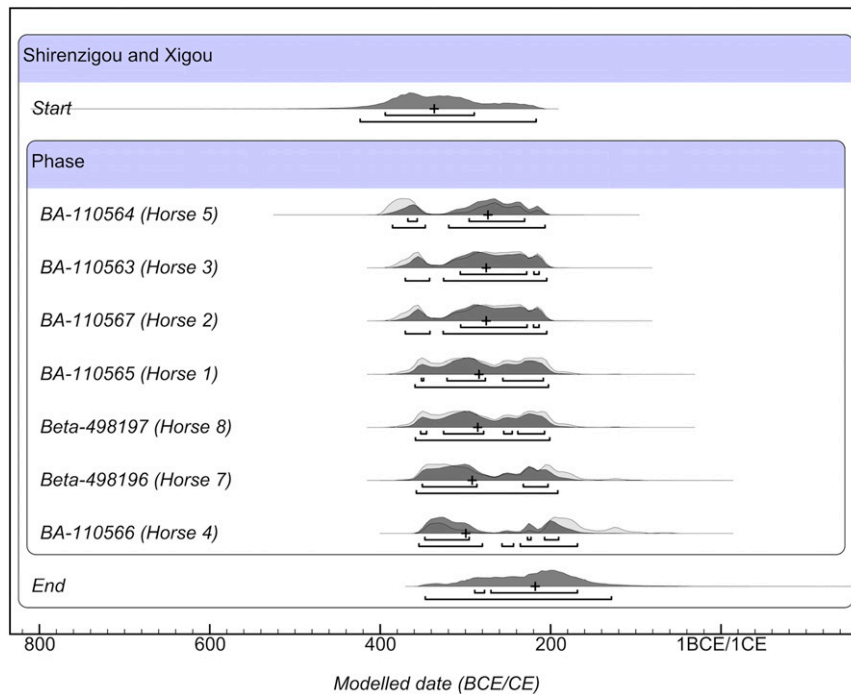 Shirenzigou and Xigou
Start
Phase
BA-110564 (Horse 5)
BA-110563 (Horse 3)
BA-110567 (Horse 2)
BA-110565 (Horse 1)
Beta-498197 (Horse 8)
Beta-498196 (Horse 7)
BA-110566 (Horse 4)
End
800 600 400 200 1BCE/1CE
Modelled date (BCE/CE)